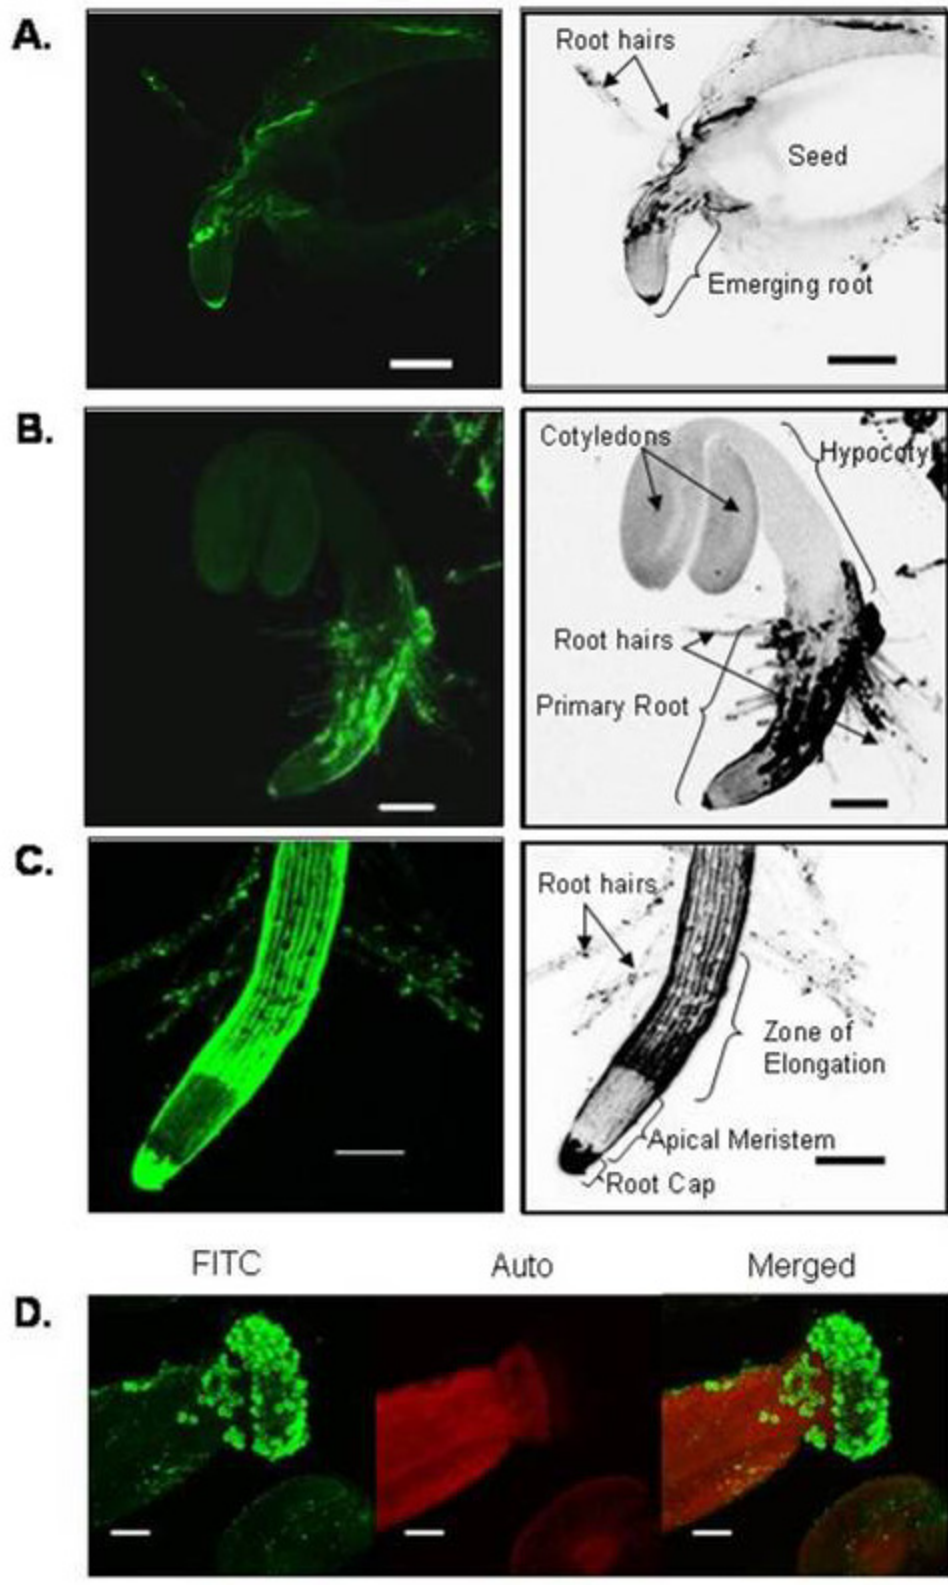 A.
Root hairs
Seed
Emerging root
B.
Cotyledons
Hypocotyl
Root hairs
Primary Root
C.
Root hairs
Zone of
Elongation
Apical Meristem
Root Cap
FITC
Auto
Merged
D.